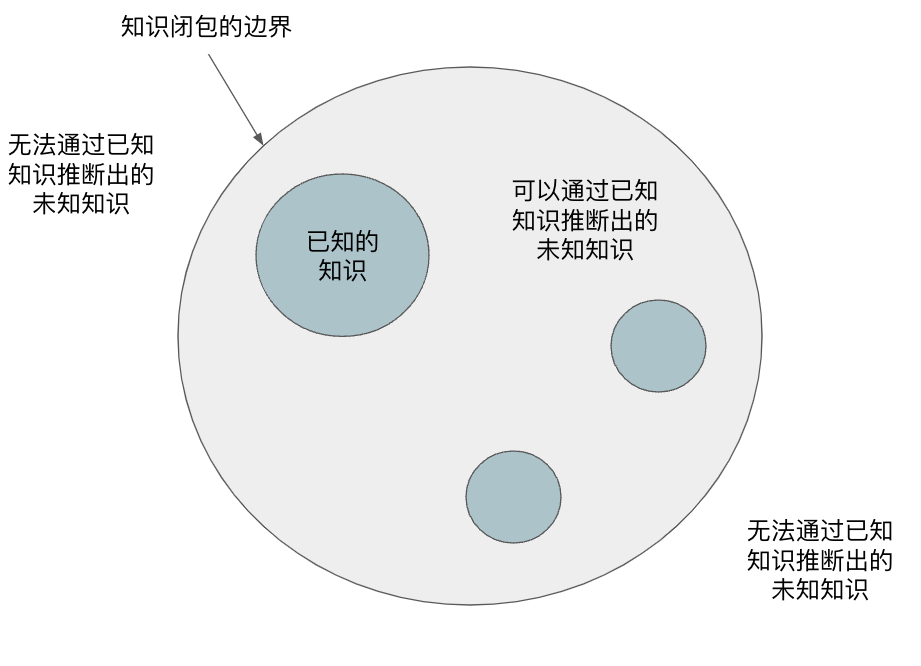 知识闭包的边界
无法通过已知
知识推断出的
未知知识
可以通过已知
知识推断出的
未知知识
已知的
知识
无法通过已知
知识推断出的
未知知识